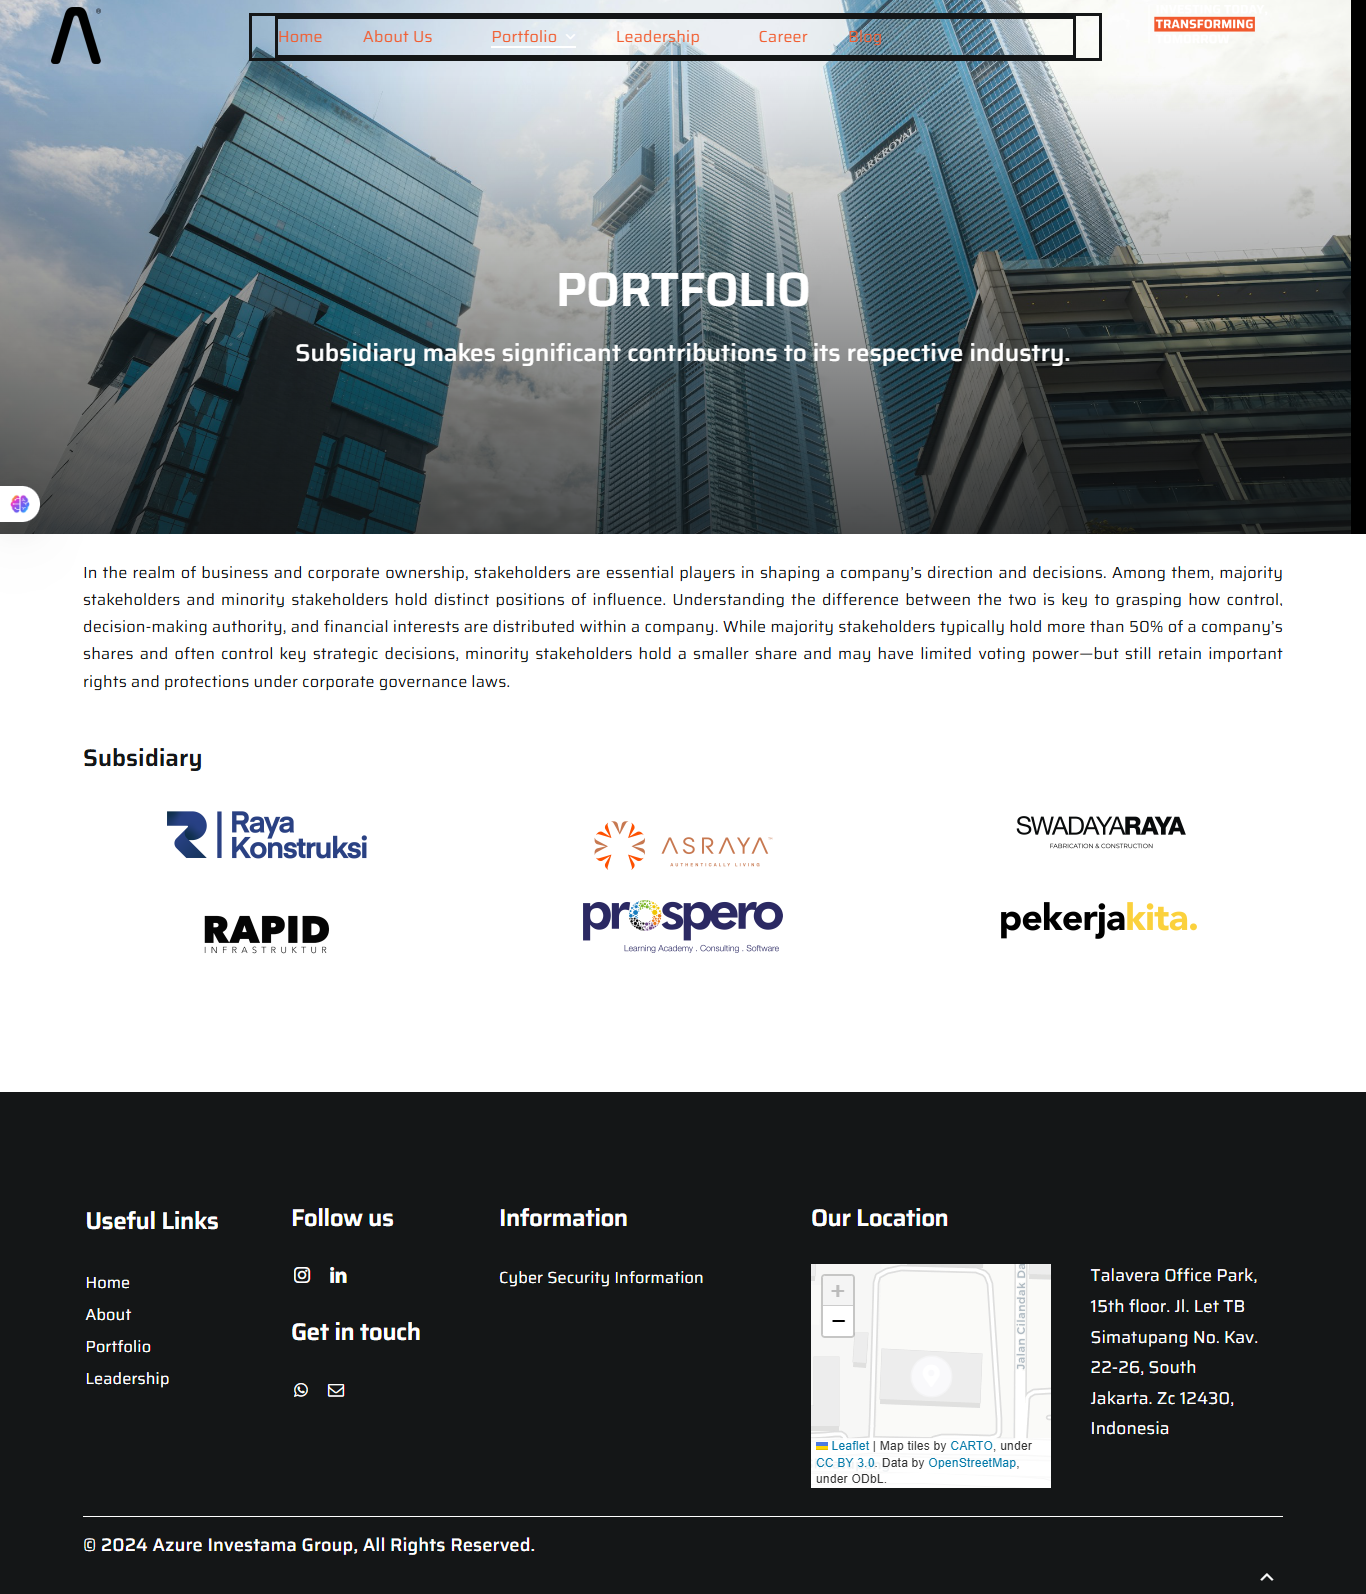 Home
About Us
Portfolio
Leadership
Career
Blog
INVESTING TODAY,
TRANSFORMING
TOMORROW
PARKROYAL
PORTFOLIO
Subsidiary makes significant contributions to its respective industry.
In the realm of business and corporate ownership, stakeholders are essential players in shaping a company's direction and decisions. Among them, majority
stakeholders and minority stakeholders hold distinct positions of influence. Understanding the difference between the two is key to grasping how control,
decision-making authority, and financial interests are distributed within a company. While majority stakeholders typically hold more than 50% of a company's
shares and often control key strategic decisions, minority stakeholders hold a smaller share and may have limited voting power—but still retain important
rights and protections under corporate governance laws.
Subsidiary
Raya
Konstruksi
ASRAYA™
AUTHENTICALLY LIVING
SWADAYARAYA
FABRICATION & CONSTRUCTION
RAPID
INFRASTRUKTUR
prospero
Learning Academy . Consulting . Software
pekerjakita.
Useful Links
Home
About
Portfolio
Leadership
Follow us
Get in touch
Information
Cyber Security Information
Our Location
+
−
Jalan Cilandak Da
Leaflet | Map tiles by CARTO, under
CC BY 3.0. Data by OpenStreetMap,
under ODbL.
Talavera Office Park,
15th floor. Jl. Let TB
Simatupang No. Kav.
22-26, South
Jakarta. Zc 12430,
Indonesia
© 2024 Azure Investama Group, All Rights Reserved.